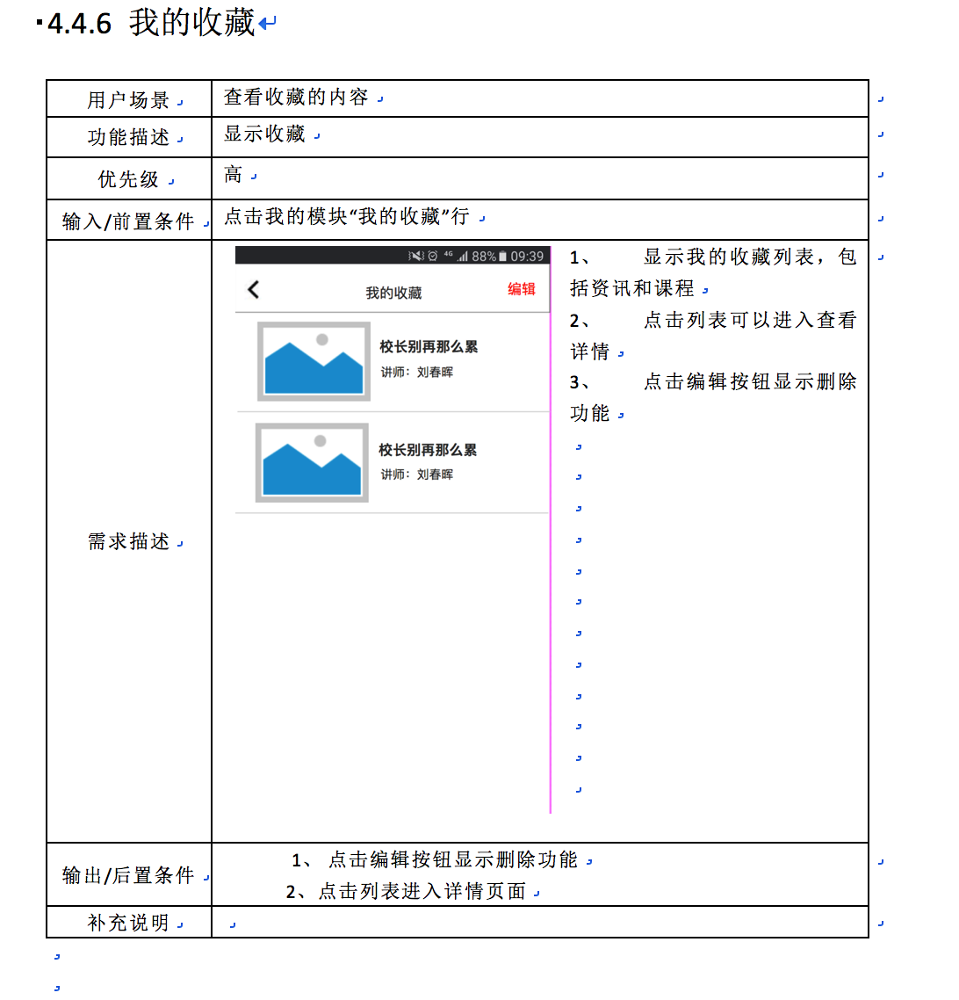 4.4.6 我的收藏
用户场景
查看收藏的内容
功能描述
显示收藏
优先级
高
输入/前置条件
点击我的模块“我的收藏”行
需求描述
4G 88% 09:39
我的收藏
编辑
校长别再那么累
讲师：刘春晖
校长别再那么累
讲师：刘春晖
1、 显示我的收藏列表，包
括资讯和课程
2、 点击列表可以进入查看
详情
3、 点击编辑按钮显示删除
功能
输出/后置条件
1、 点击编辑按钮显示删除功能
2、点击列表进入详情页面
补充说明